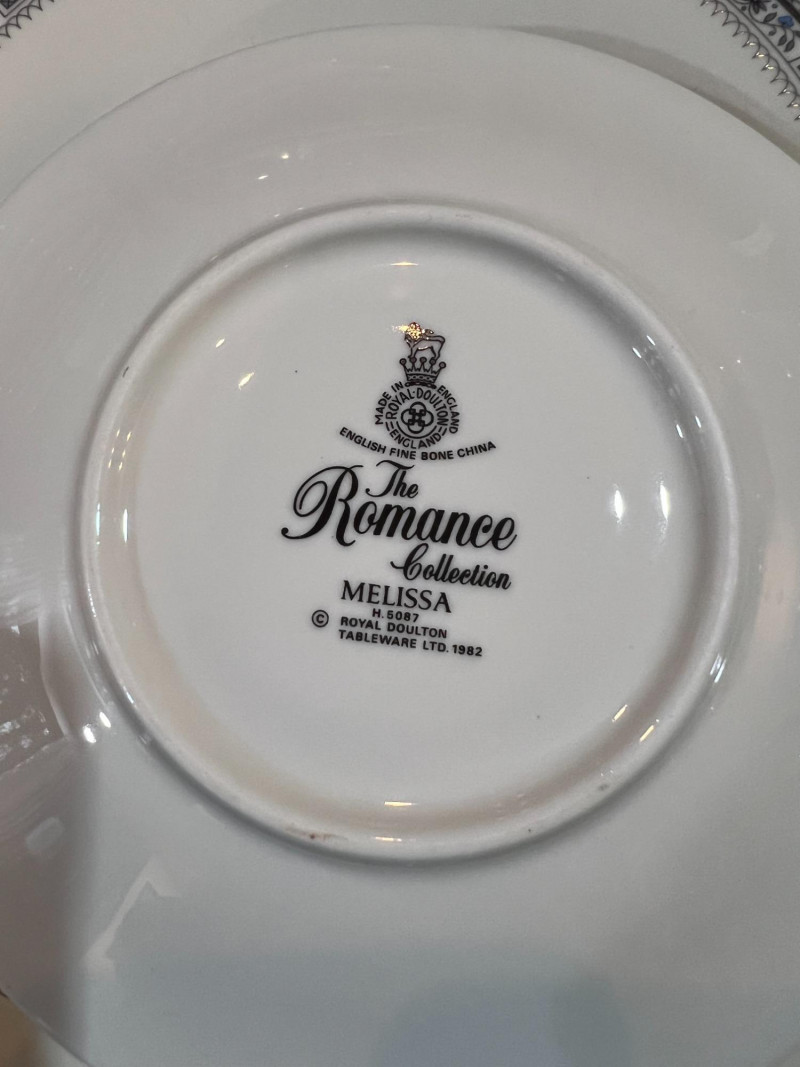 MADE IN ENGLAND
ROYAL·DOULTON
ENGLAND
ENGLISH FINE BONE CHINA
The
Romance
Collection
MELISSA
H.5087
© ROYAL DOULTON
TABLEWARE LTD. 1982